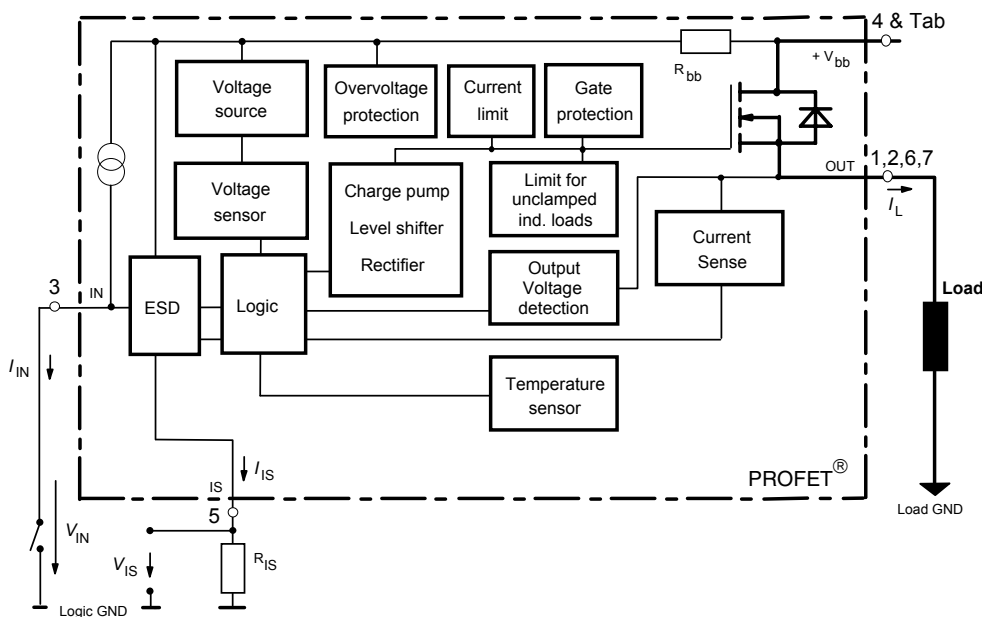 4 & Tab
R bb
+ V bb
Voltage
source
Overvoltage
protection
Current
limit
Gate
protection
Voltage
sensor
Charge pump
Level shifter
Rectifier
Limit for
unclamped
ind. loads
OUT
1,2,6,7
I L
Current
Sense
3
IN
ESD
Logic
Output
Voltage
detection
Load
I IN
Temperature
sensor
I IS
PROFET®
IS
5
Load GND
V IN
V IS
R IS
Logic GND